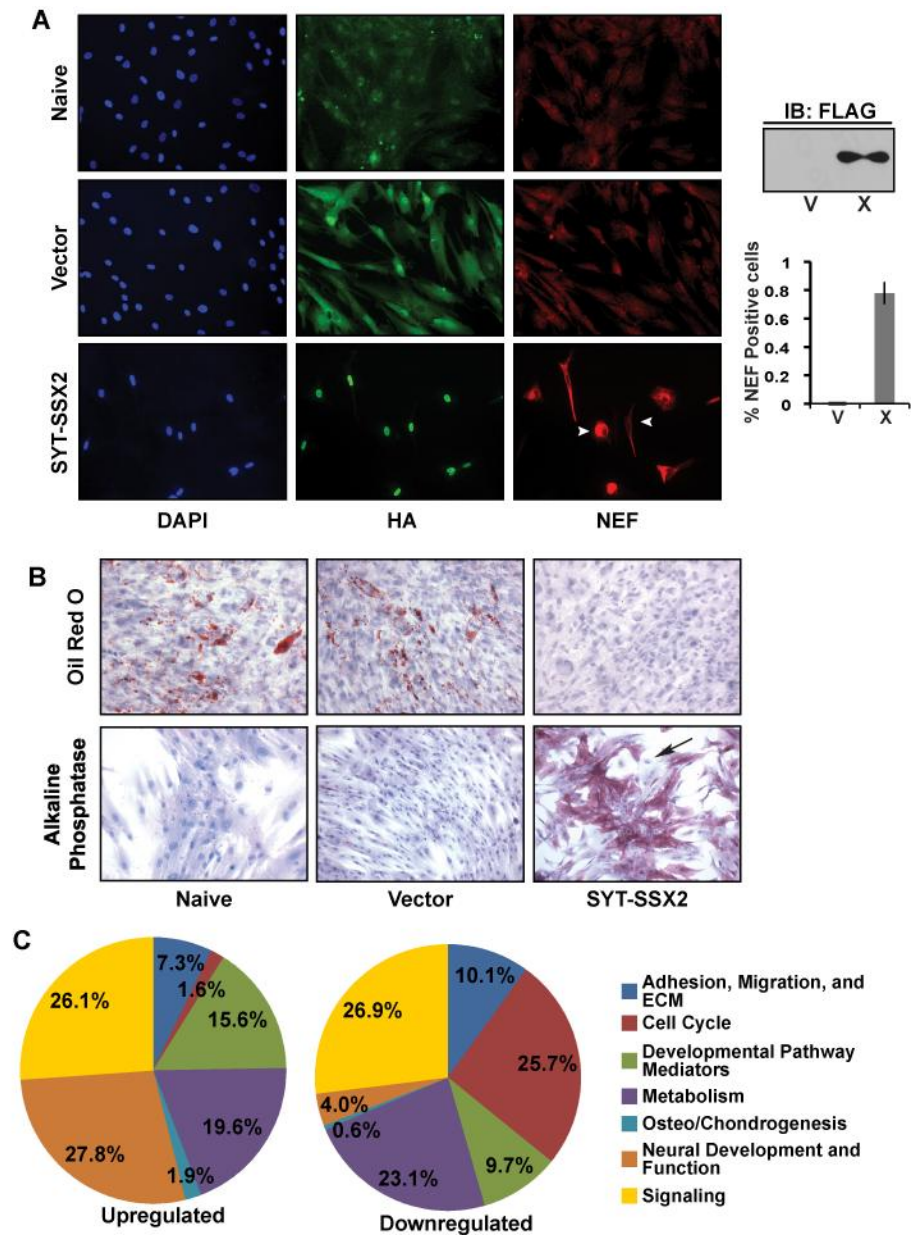 A
Naive
Vector
SYT-SSX2
DAPI
HA
NEF
IB: FLAG
V
X
% NEF Positive cells
1
0.8
0.6
0.4
0.2
0
V
X
B
Oil Red O
Alkaline
Phosphatase
Naive
Vector
SYT-SSX2
C
7.3%
1.6%
15.6%
19.6%
1.9%
27.8%
26.1%
Upregulated
10.1%
25.7%
9.7%
23.1%
0.6%
4.0%
26.9%
Downregulated
Adhesion, Migration, and
ECM
Cell Cycle
Developmental Pathway
Mediators
Metabolism
Osteo/Chondrogenesis
Neural Development and
Function
Signaling